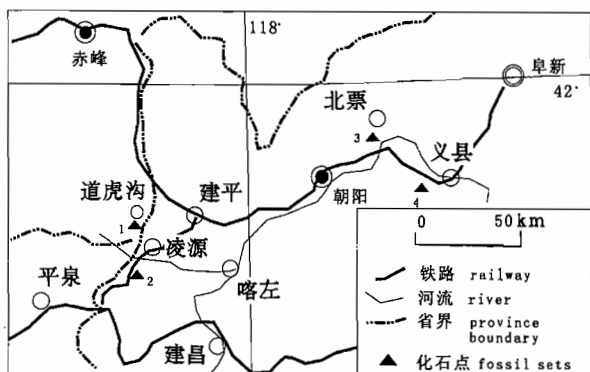 118°
赤峰
阜新
42°
北票
3
义县
道虎沟
建平
朝阳
4
1
凌源
0 50 km
平泉
2
喀左
铁路 railway
河流 river
省界 province
boundary
建昌
化石点 fossil sets